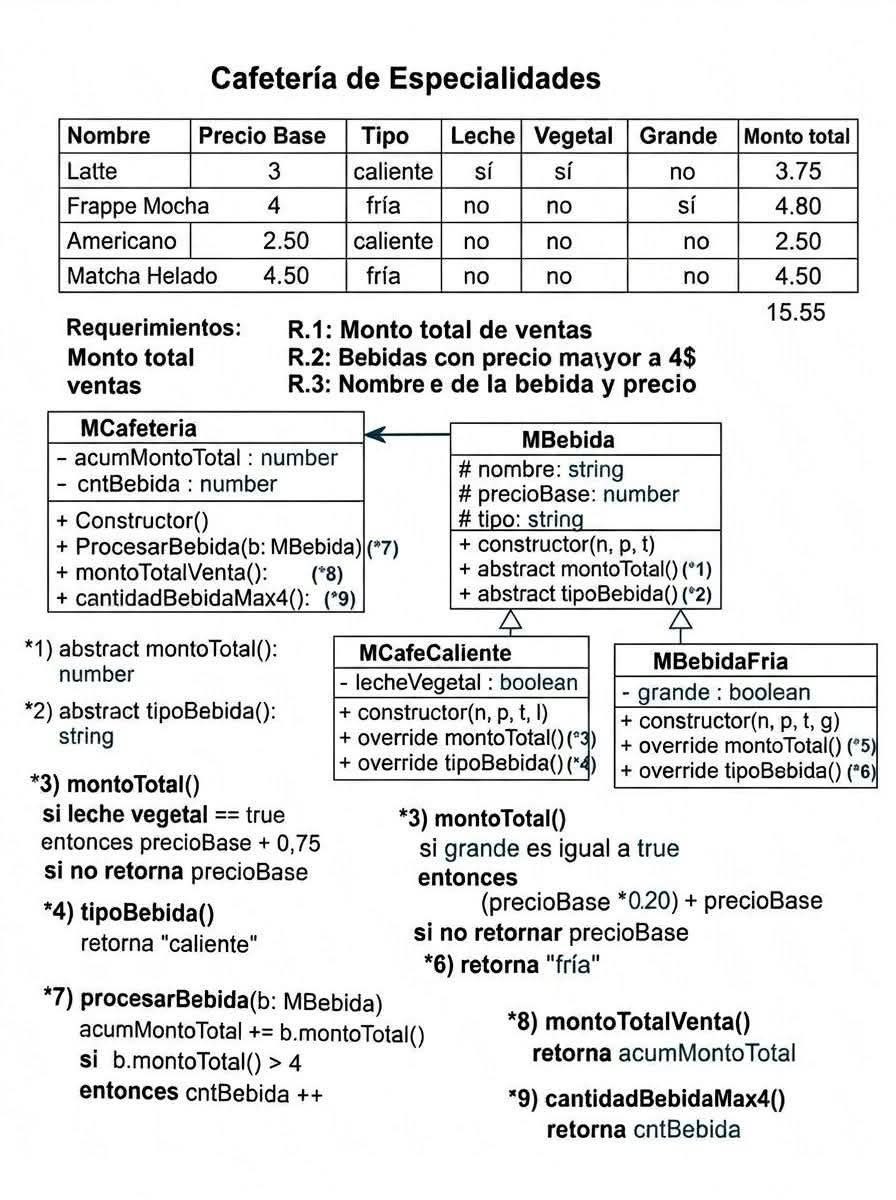 Cafetería de Especialidades
Nombre Precio Base Tipo Leche Vegetal Grande Monto total
Latte 3 caliente sí sí no 3.75
Frappe Mocha 4 fría no no sí 4.80
Americano 2.50 caliente no no no 2.50
Matcha Helado 4.50 fría no no no 4.50
15.55
Requerimientos:
Monto total
ventas
R.1: Monto total de ventas
R.2: Bebidas con precio mayor a 4$
R.3: Nombre e de la bebida y precio
MCafeteria
- acumMontoTotal : number
- cntBebida : number
+ Constructor()
+ ProcesarBebida(b: MBebida) (*7)
+ montoTotalVenta(): (*8)
+ cantidadBebidaMax4(): (*9)
MBebida
# nombre: string
# precioBase: number
# tipo: string
+ constructor(n, p, t)
+ abstract montoTotal() (*1)
+ abstract tipoBebida() (*2)
MCafeCaliente
- lecheVegetal : boolean
+ constructor(n, p, t, l)
+ override montoTotal() (*3)
+ override tipoBebida() (*4)
MBebidaFria
- grande : boolean
+ constructor(n, p, t, g)
+ override montoTotal() (*5)
+ override tipoBebida() (*6)
*1) abstract montoTotal():
number
*2) abstract tipoBebida():
string
*3) montoTotal()
si leche vegetal == true
entonces precioBase + 0,75
si no retorna precioBase
*4) tipoBebida()
retorna "caliente"
*3) montoTotal()
si grande es igual a true
entonces
(precioBase *0.20) + precioBase
si no retornar precioBase
*6) retorna "fría"
*7) procesarBebida(b: MBebida)
acumMontoTotal += b.montoTotal()
si b.montoTotal() > 4
entonces cntBebida ++
*8) montoTotalVenta()
retorna acumMontoTotal
*9) cantidadBebidaMax4()
retorna cntBebida